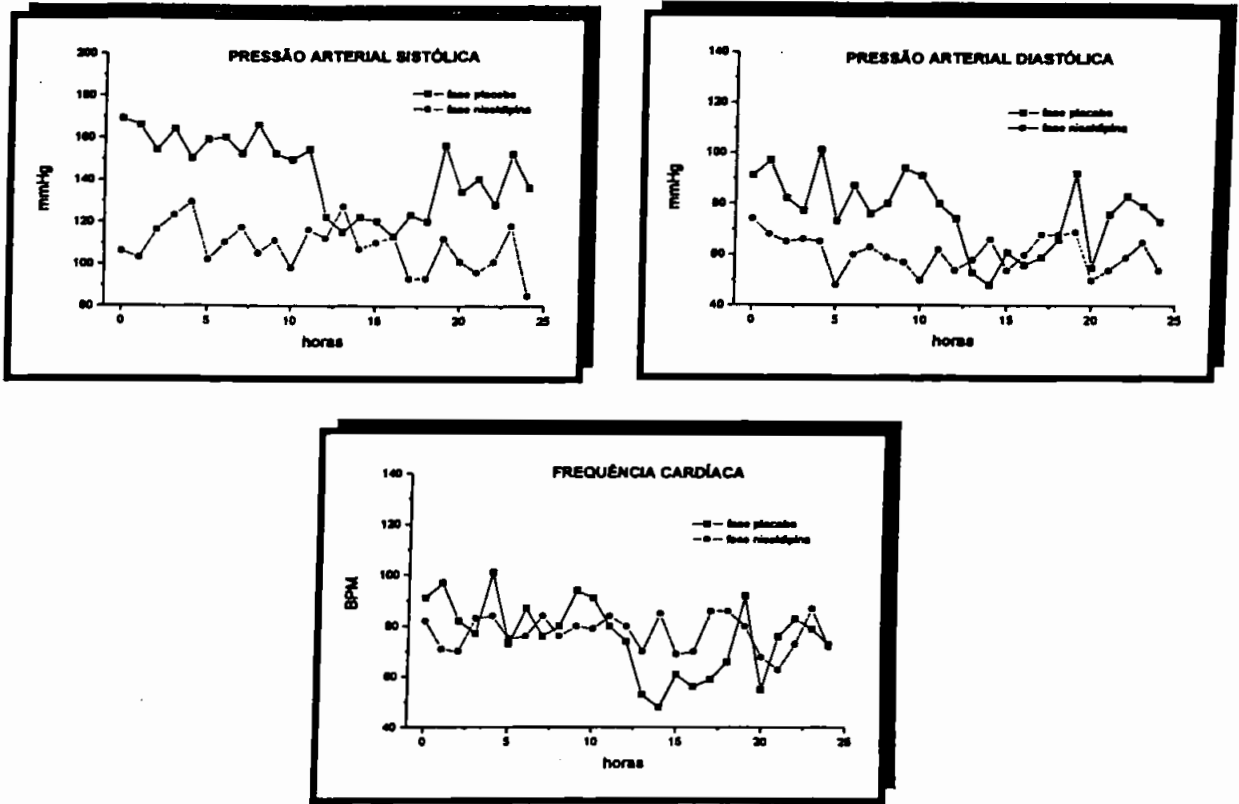 PRESSÃO ARTERIAL SISTÓLICA
fase placebo
fase nisoldipina
mmHg
200
180
160
140
120
100
80
0 5 10 15 20 25
horas
PRESSÃO ARTERIAL DIASTÓLICA
fase placebo
fase nisoldipina
mmHg
140
120
100
80
60
40
0 5 10 15 20 25
horas
FREQUÊNCIA CARDÍACA
fase placebo
fase nisoldipina
BPM
140
120
100
80
60
40
0 5 10 15 20 25
horas